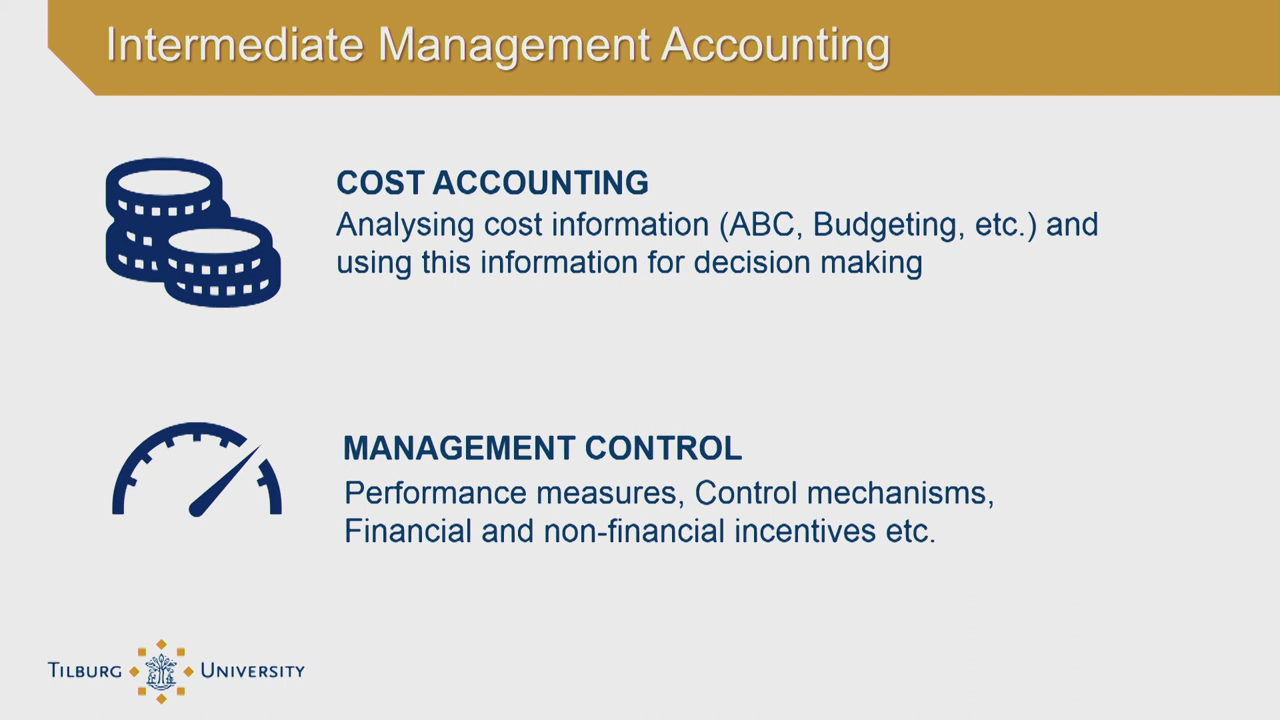 Intermediate Management Accounting
COST ACCOUNTING
Analysing cost information (ABC, Budgeting, etc.) and
using this information for decision making
MANAGEMENT CONTROL
Performance measures, Control mechanisms,
Financial and non-financial incentives etc.
TILBURG UNIVERSITY